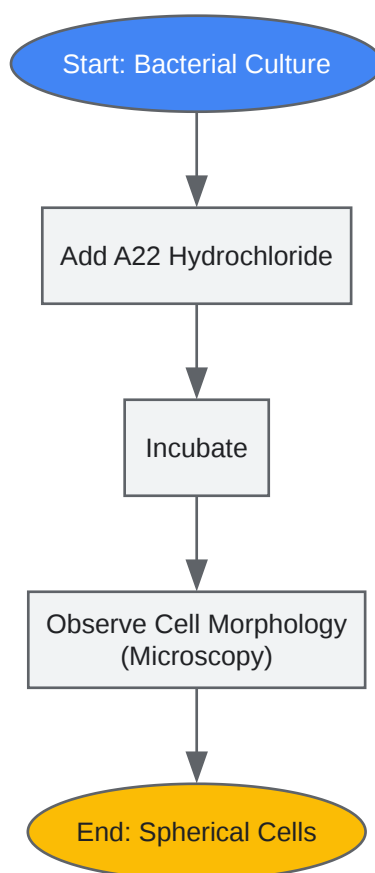 Start: Bacterial Culture
Add A22 Hydrochloride
Incubate
Observe Cell Morphology
(Microscopy)
End: Spherical Cells